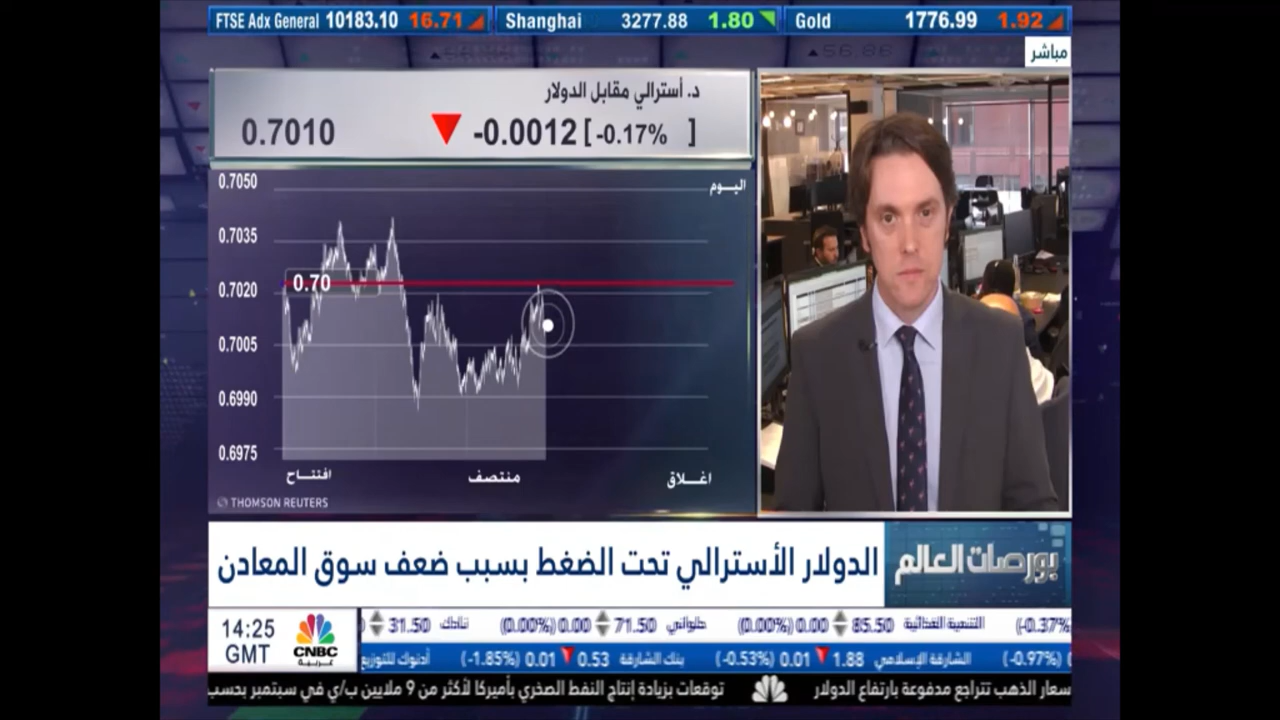 FTSE Adx General 10183.10 16.71 Shanghai 3277.88 1.80 Gold 1776.99 1.92
مباشر
د. أسترالي مقابل الدولار
0.7010 -0.0012 [ -0.17% ]
اليوم
0.7050
0.7035
0.70
0.7020
0.7005
0.6990
0.6975
افتتاح منتصف اغلاق
THOMSON REUTERS
بورصات العالم
الدولار الأسترالي تحت الضغط بسبب ضعف سوق المعادن
14:25
GMT
CNBC
عربية
(-0.37%) التنمية الغذائية 85.50 0.00 (0.00%) حلواني 71.50 0.00 (0.00%) نادك 31.50
(-0.97%) الشارقة الإسلامي 1.88 0.01 (-0.53%) بنك الشارقة 0.53 0.01 (-1.85%) أدنوك للتوزيع
سعار الذهب تتراجع مدفوعة بارتفاع الدولار توقعات بزيادة إنتاج النفط الصخري بأميركا لأكثر من 9 ملايين ب/ي في سبتمبر بحسب